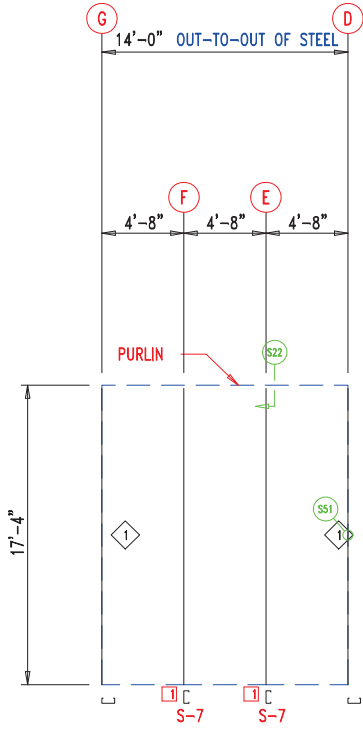 G D
14'-0" OUT-TO-OUT OF STEEL
F E
4'-8" 4'-8" 4'-8"
PURLIN S22
S51
17'-4" 1 1
1 1
S-7 S-7